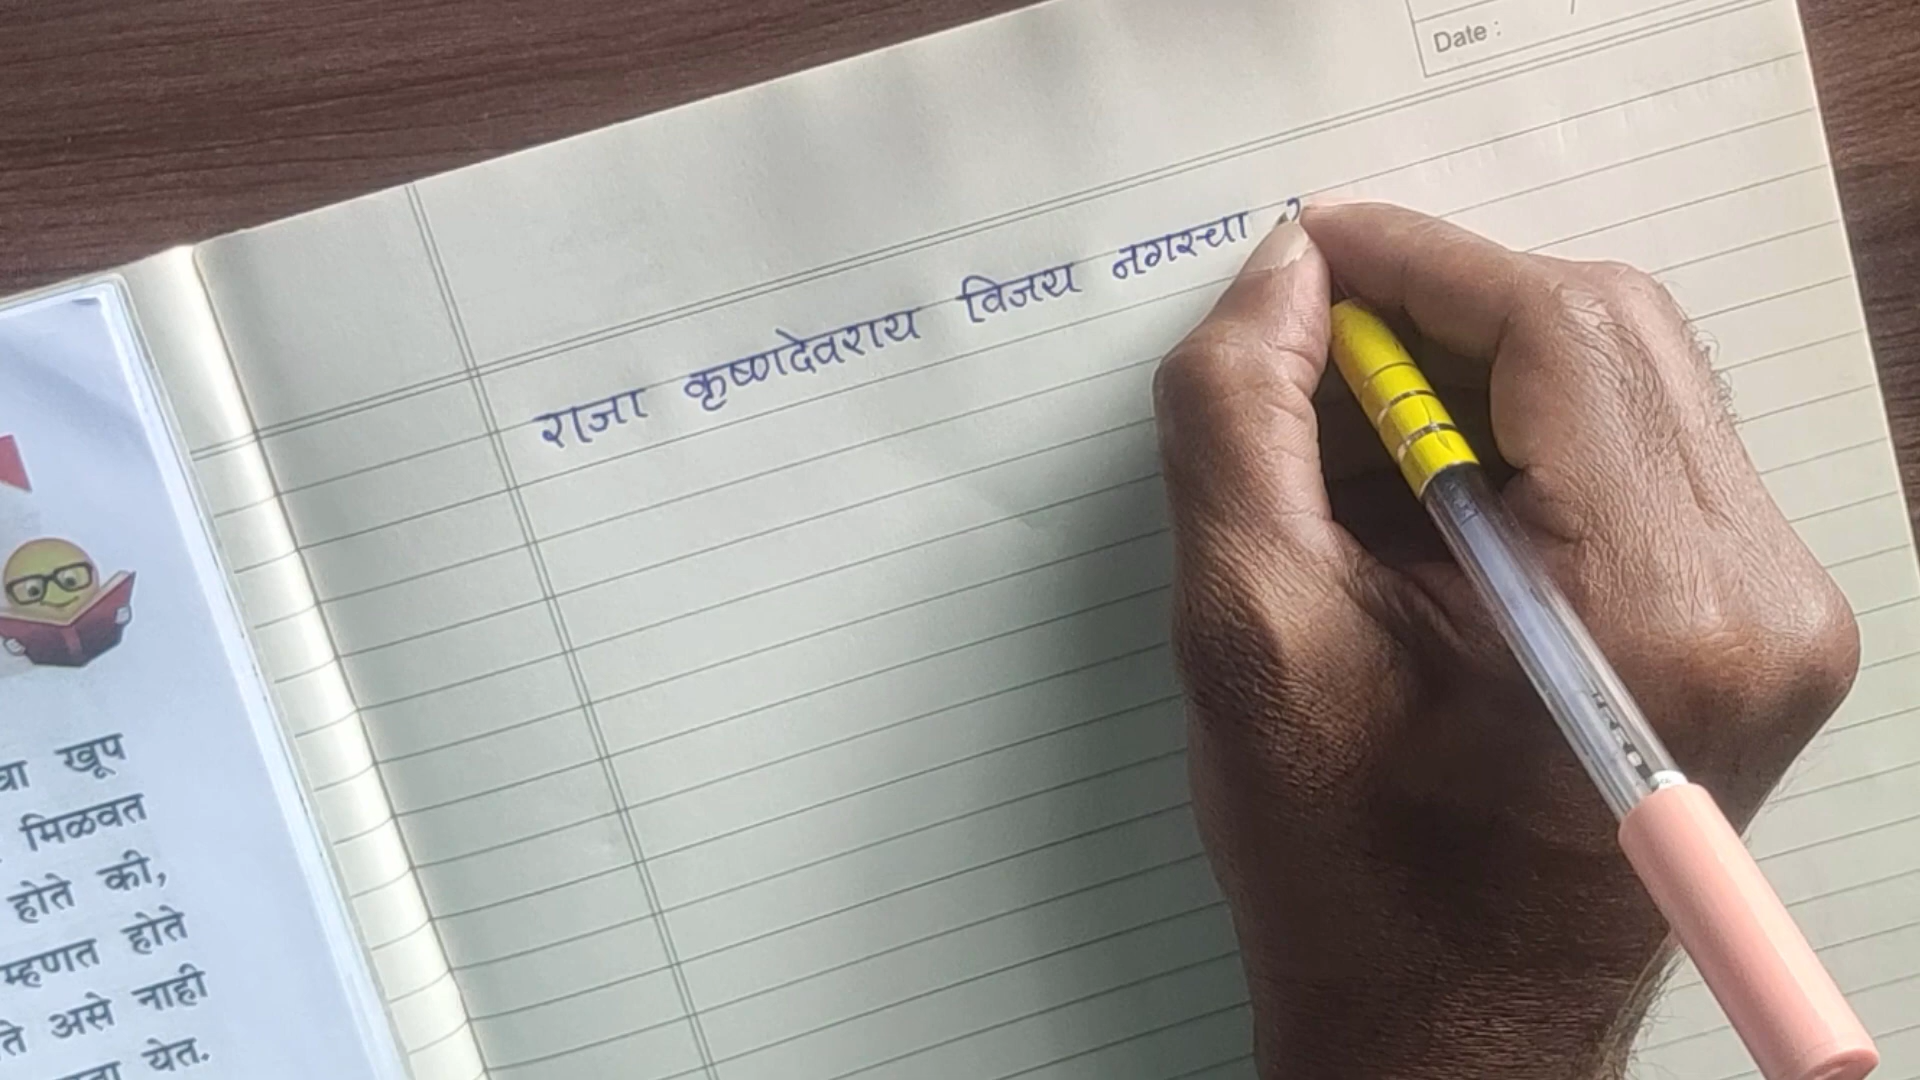 Date :
राजा कृष्णदेवराय विजय नगरचा
खूप
मिळवत
होते की,
म्हणत होते
असे नाही
येत.